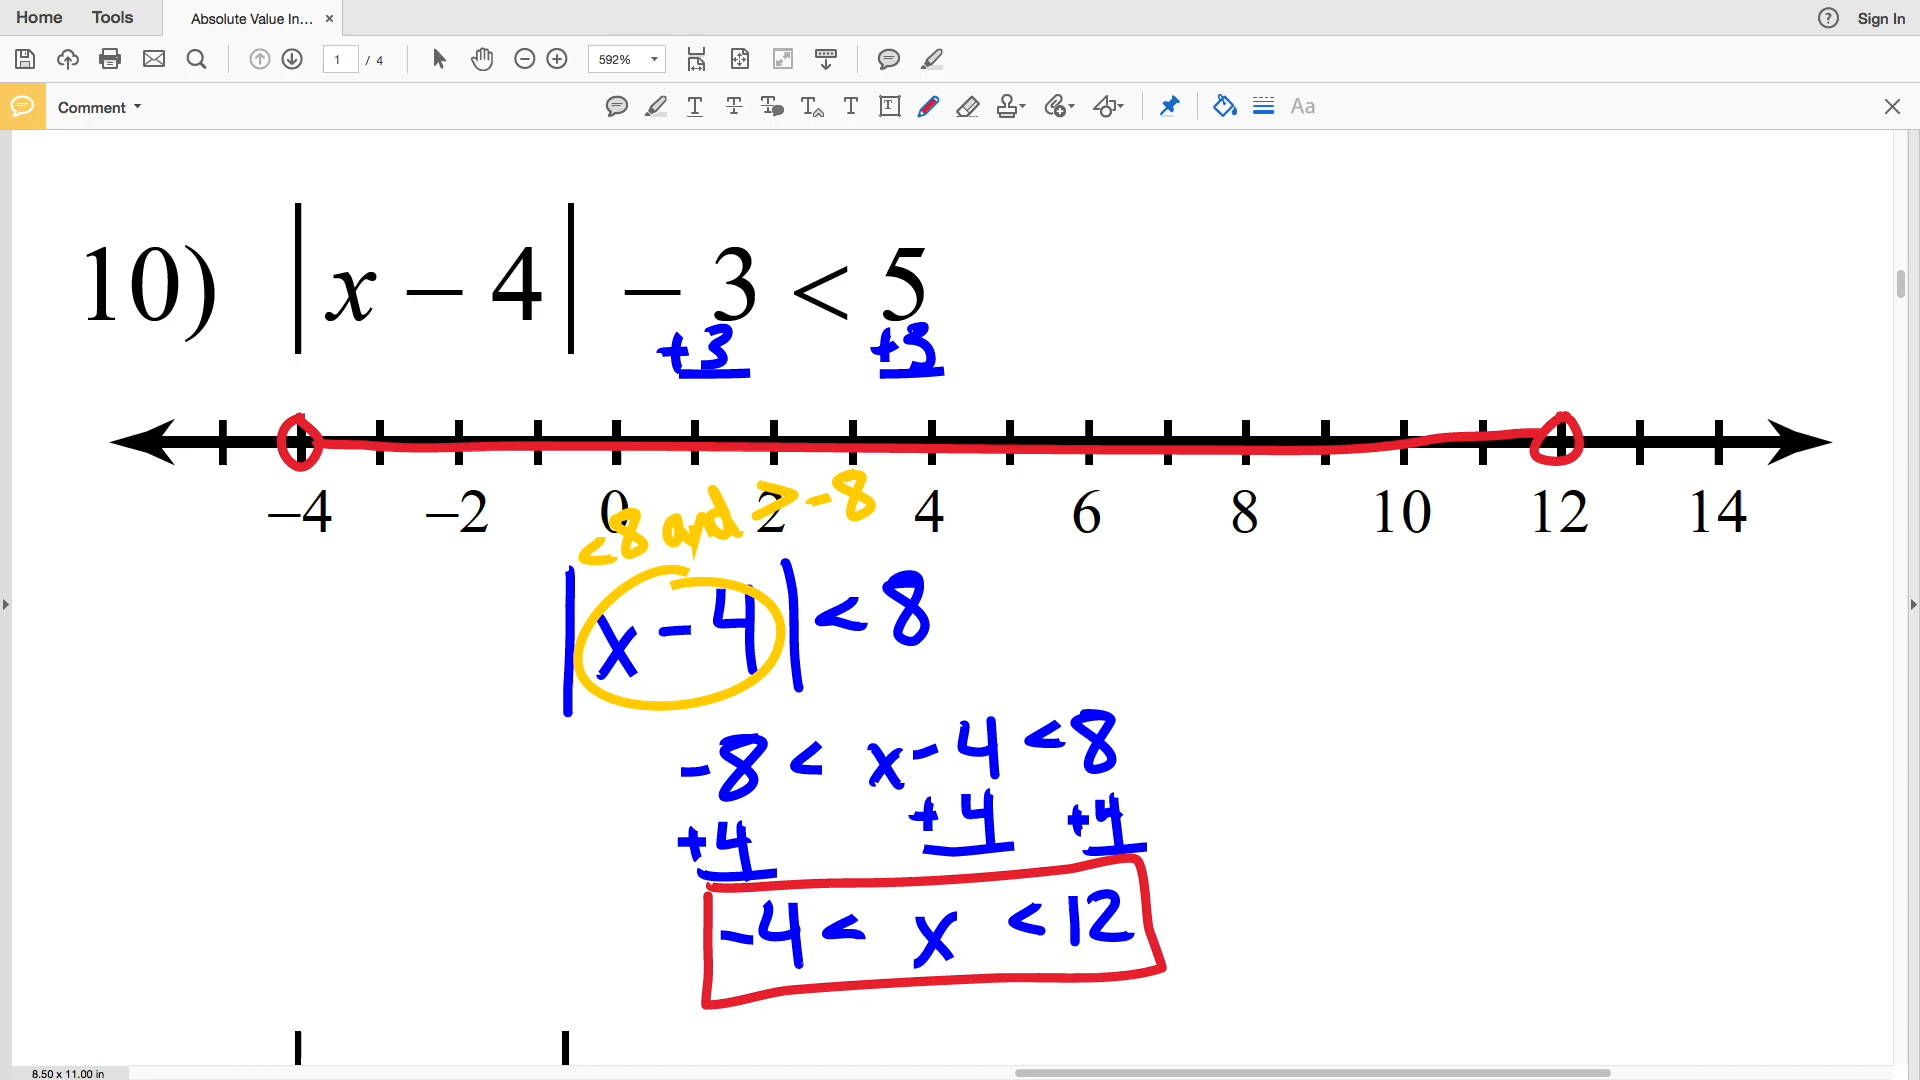 Home Tools Absolute Value In... × ? Sign In
1 / 4 592%
Comment Aa
10) |x − 4| − 3 < 5
+3 +3
−4 −2 0 2 4 6 8 10 12 14
<8 and >-8
|x-4| < 8
-8 < x-4 < 8
+4 +4 +4
-4 < x < 12
8.50 x 11.00 in